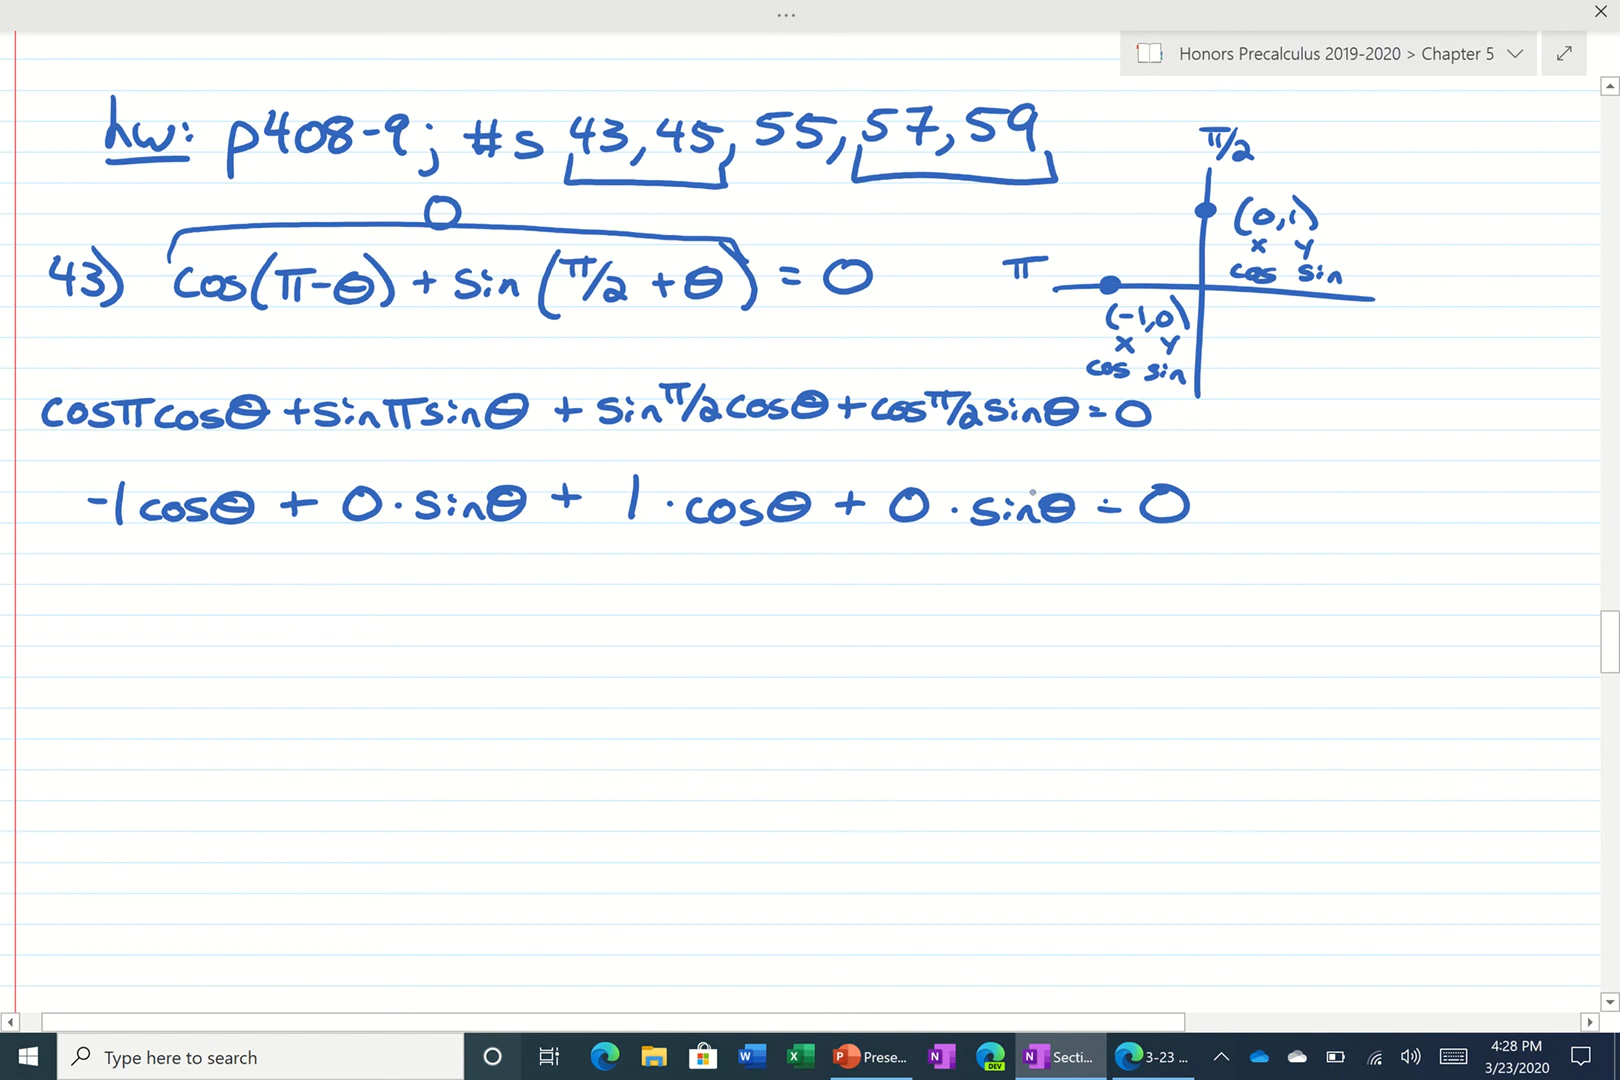 ...
Honors Precalculus 2019-2020 > Chapter 5
hw: p408-9; #s 43, 45, 55, 57, 59
π/2
0
(0,1)
x y
cos sin
43) cos(π-θ) + sin (π/2 + θ) = 0
π
(-1,0)
x y
cos sin
cosπcosθ + sinπsinθ + sinπ/2cosθ + cosπ/2sinθ = 0
-1cosθ + 0·sinθ + 1·cosθ + 0·sinθ = 0
Type here to search
Prese...
DEV
Secti...
3-23 ...
4:28 PM
3/23/2020